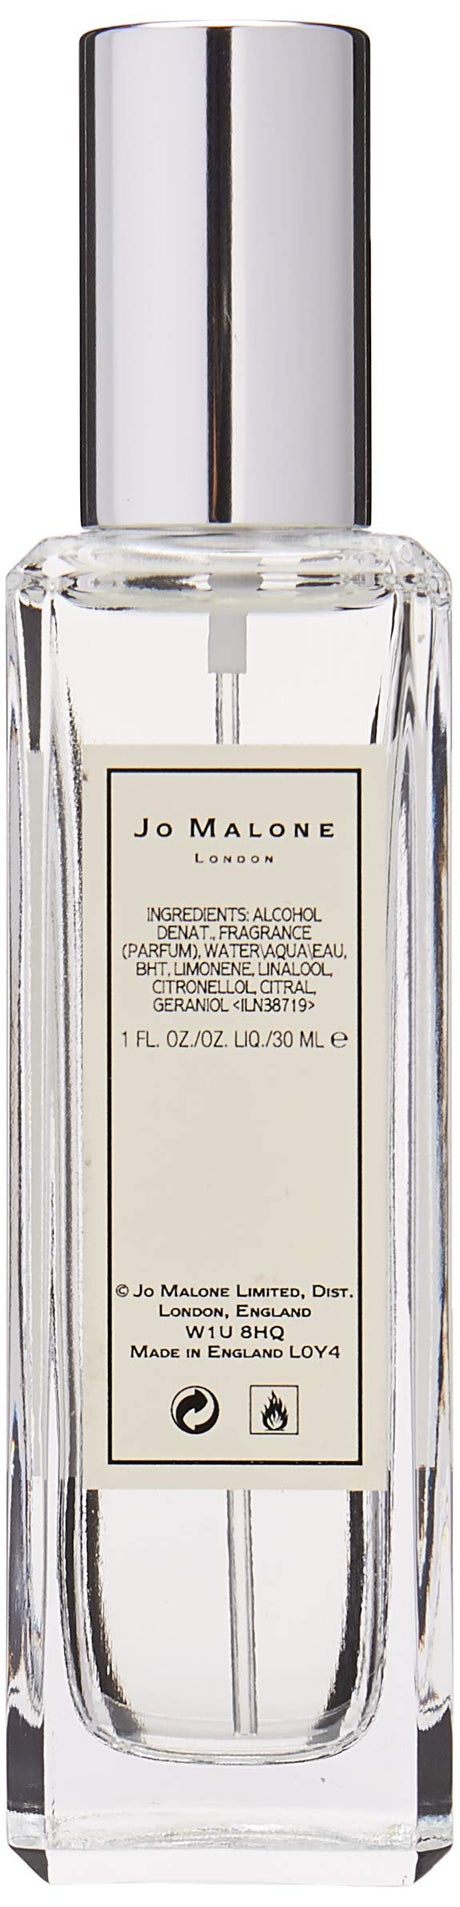 JO MALONE
LONDON
INGREDIENTS: ALCOHOL
DENAT., FRAGRANCE
(PARFUM), WATER\AQUA\EAU,
BHT, LIMONENE, LINALOOL,
CITRONELLOL, CITRAL,
GERANIOL <ILN38719>
1 FL. OZ./OZ. LIQ./30 ML ℮
© JO MALONE LIMITED, DIST.
LONDON, ENGLAND
W1U 8HQ
MADE IN ENGLAND L0Y4